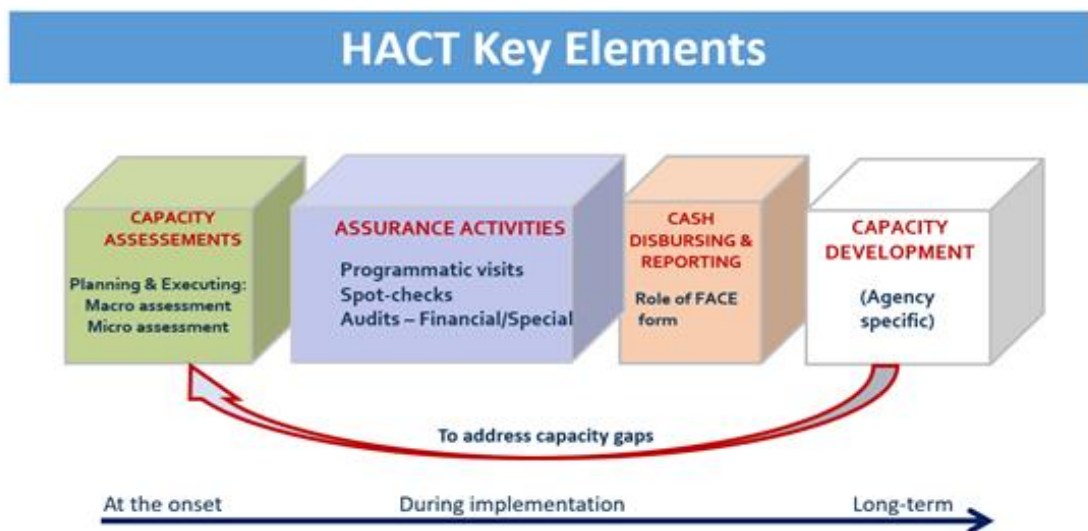 HACT Key Elements
CAPACITY
ASSESSEMENTS
Planning & Executing:
Macro assessment
Micro assessment
ASSURANCE ACTIVITIES
Programmatic visits
Spot-checks
Audits – Financial/Special
CASH
DISBURSING &
REPORTING
Role of FACE
form
CAPACITY
DEVELOPMENT
(Agency
specific)
To address capacity gaps
At the onset
During implementation
Long-term